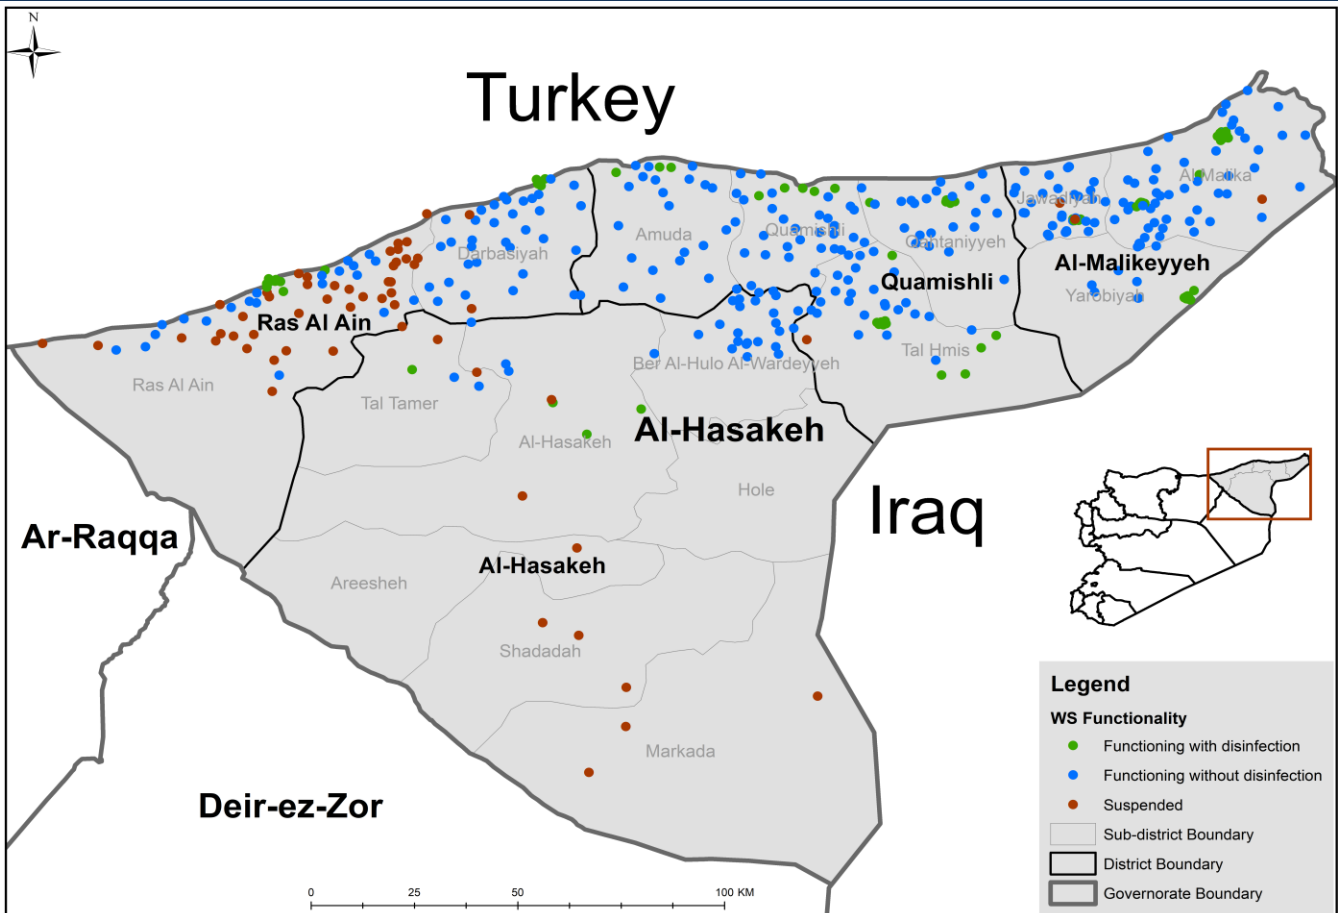 N
Turkey
Al-Malika
Jawadiyah
Amuda
Quamishli
Qahtaniyyeh
Darbasiyah
Al-Malikeyyeh
Quamishli
Yarobiyah
Ras Al Ain
Tal Hmis
Ber Al-Hulo Al-Wardeyyeh
Ras Al Ain
Tal Tamer
Al-Hasakeh
Al-Hasakeh
Hole
Iraq
Ar-Raqqa
Al-Hasakeh
Areesheh
Shadadah
Markada
Deir-ez-Zor
Legend
WS Functionality
Functioning with disinfection
Functioning without disinfection
Suspended
Sub-district Boundary
District Boundary
Governorate Boundary
0 25 50 100 KM